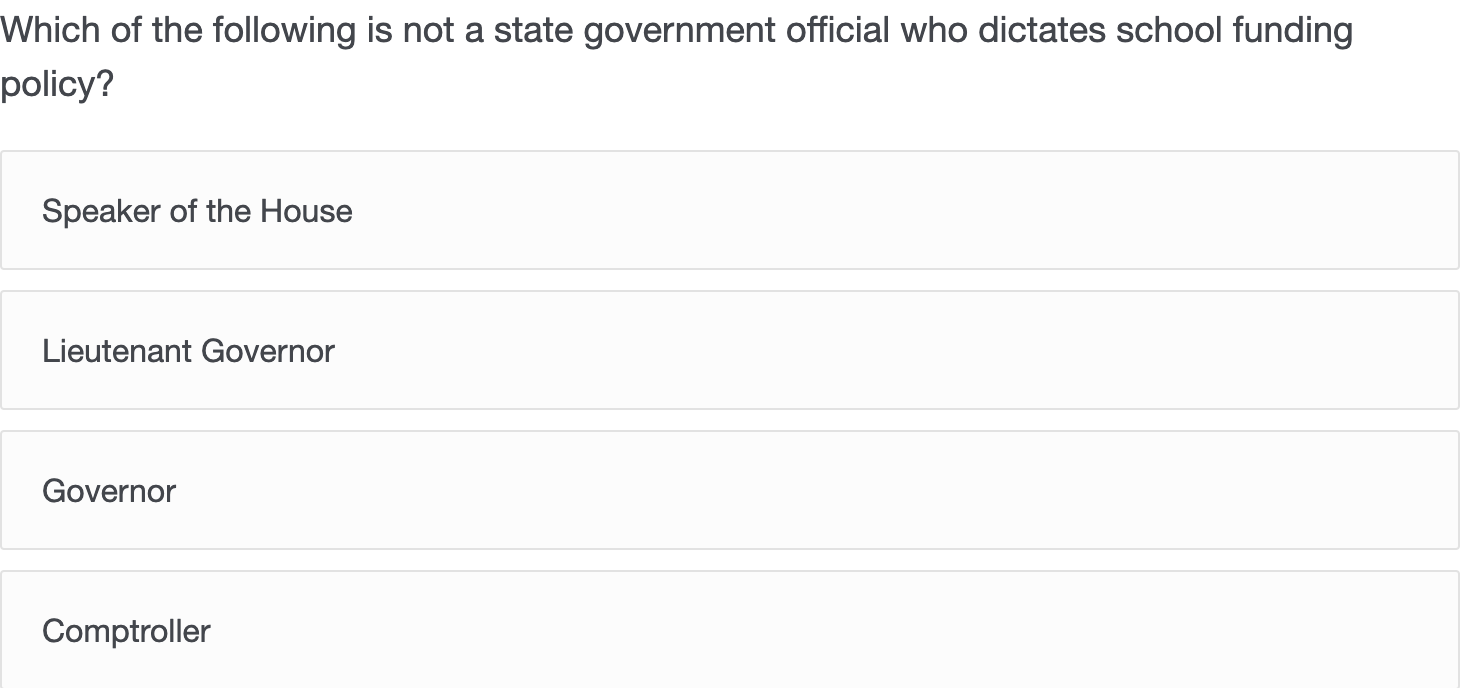 Which of the following is not a state government official who dictates school funding
policy?
Speaker of the House
Lieutenant Governor
Governor
Comptroller